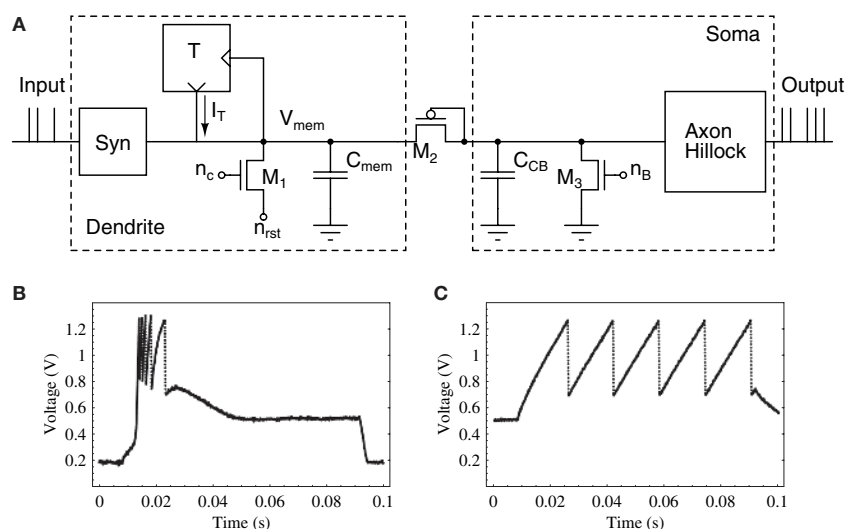 A
Soma
Input
T
I_T
V_mem
Output
Syn
M_2
Axon
Hillock
n_c
M_1
C_mem
C_CB
M_3
n_B
Dendrite
n_rst
B
Voltage (V)
1.2
1
0.8
0.6
0.4
0.2
0 0.02 0.04 0.06 0.08 0.1
Time (s)
C
Voltage (V)
1.2
1
0.8
0.6
0.4
0.2
0 0.02 0.04 0.06 0.08 0.1
Time (s)